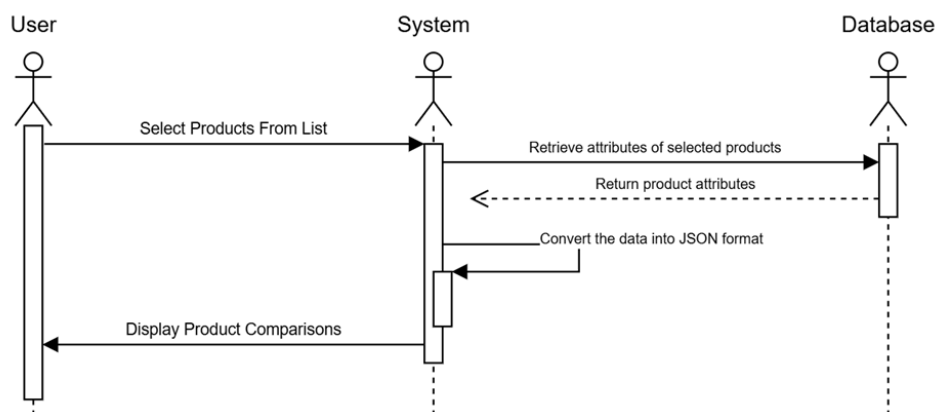 User
System
Database
Select Products From List
Retrieve attributes of selected products
Return product attributes
Convert the data into JSON format
Display Product Comparisons